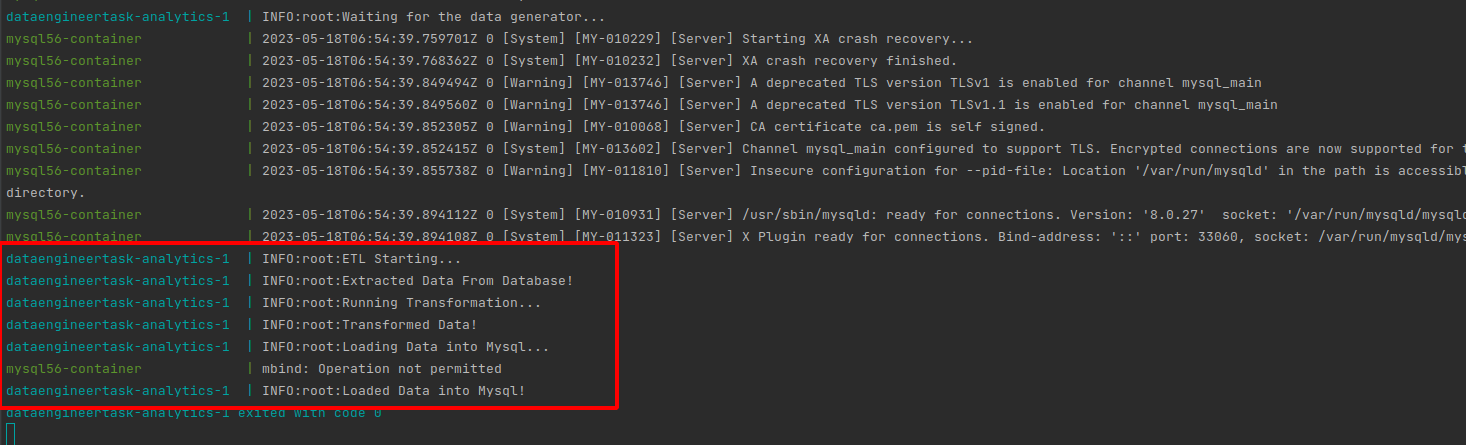 dataengineertask-analytics-1 | INFO:root:Waiting for the data generator...
mysql56-container | 2023-05-18T06:54:39.759701Z 0 [System] [MY-010229] [Server] Starting XA crash recovery...
mysql56-container | 2023-05-18T06:54:39.768362Z 0 [System] [MY-010232] [Server] XA crash recovery finished.
mysql56-container | 2023-05-18T06:54:39.849494Z 0 [Warning] [MY-013746] [Server] A deprecated TLS version TLSv1 is enabled for channel mysql_main
mysql56-container | 2023-05-18T06:54:39.849560Z 0 [Warning] [MY-013746] [Server] A deprecated TLS version TLSv1.1 is enabled for channel mysql_main
mysql56-container | 2023-05-18T06:54:39.852305Z 0 [Warning] [MY-010068] [Server] CA certificate ca.pem is self signed.
mysql56-container | 2023-05-18T06:54:39.852415Z 0 [System] [MY-013602] [Server] Channel mysql_main configured to support TLS. Encrypted connections are now supported for t
mysql56-container | 2023-05-18T06:54:39.855738Z 0 [Warning] [MY-011810] [Server] Insecure configuration for --pid-file: Location '/var/run/mysqld' in the path is accessibl
directory.
mysql56-container | 2023-05-18T06:54:39.894112Z 0 [System] [MY-010931] [Server] /usr/sbin/mysqld: ready for connections. Version: '8.0.27'  socket: '/var/run/mysqld/mysqld
mysql56-container | 2023-05-18T06:54:39.894108Z 0 [System] [MY-011323] [Server] X Plugin ready for connections. Bind-address: '::' port: 33060, socket: /var/run/mysqld/mys
dataengineertask-analytics-1 | INFO:root:ETL Starting...
dataengineertask-analytics-1 | INFO:root:Extracted Data From Database!
dataengineertask-analytics-1 | INFO:root:Running Transformation...
dataengineertask-analytics-1 | INFO:root:Transformed Data!
dataengineertask-analytics-1 | INFO:root:Loading Data into Mysql...
mysql56-container | mbind: Operation not permitted
dataengineertask-analytics-1 | INFO:root:Loaded Data into Mysql!
dataengineertask-analytics-1 exited with code 0